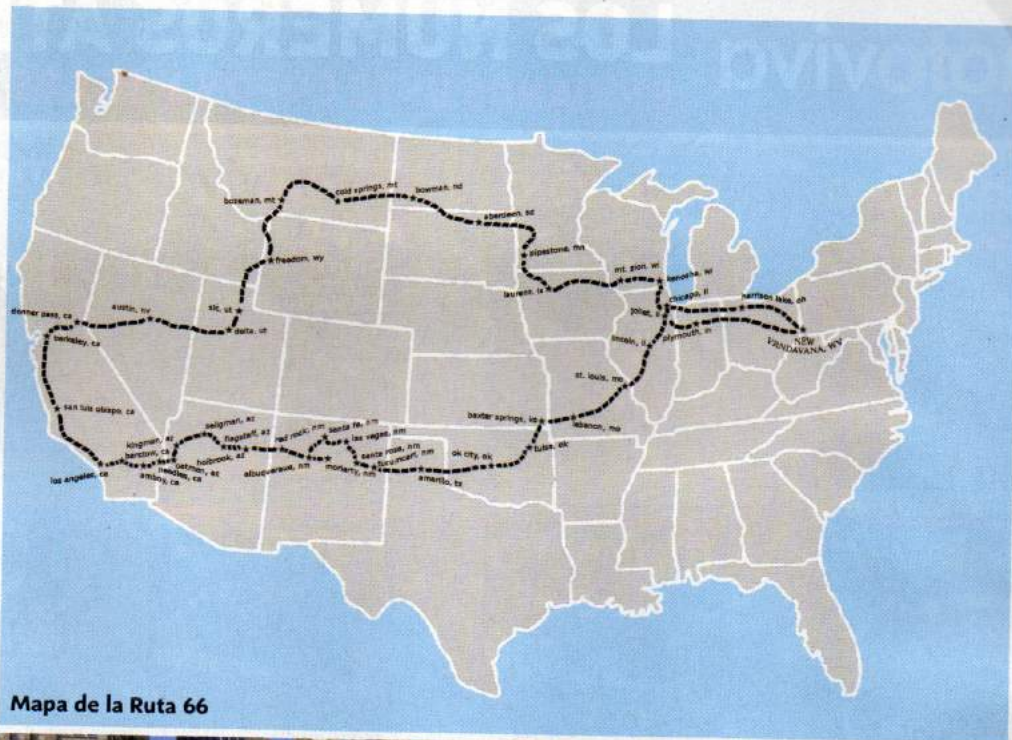 cold springs, mt
bowman, nd
bozeman, mt
aberdeen, sd
pipestone, mn
freedom, wy
mt. zion, wi
kenosha, wi
laurens, ia
chicago, il
harrison lake, oh
austin, nv
slc, ut
joliet, il
donner pass, ca
delta, ut
plymouth, in
NEW
VRNDAVANA, WV
berkeley, ca
lincoln, il
st. louis, mo
san luis obispo, ca
baxter springs, ks
lebanon, mo
seligman, az
santa fe, nm
kingman, az
flagstaff, az
red rock, nm
las vegas, nm
tulsa, ok
barstow, ca
santa rosa, nm
ok city, ok
oatman, az
holbrook, az
tucumcari, nm
los angeles, ca
needles, ca
albuquerque, nm
moriarty, nm
amarillo, tx
amboy, ca
Mapa de la Ruta 66